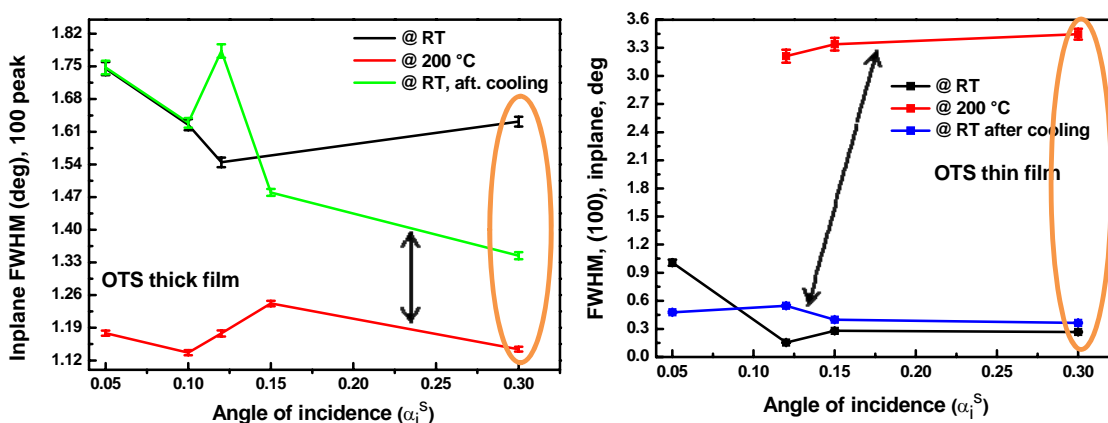 Inplane FWHM (deg), 100 peak
1.82
1.75
1.68
1.61
1.54
1.47
1.40
1.33
1.26
1.19
1.12
@ RT
@ 200 °C
@ RT, aft. cooling
OTS thick film
0.05 0.10 0.15 0.20 0.25 0.30
Angle of incidence (αᵢˢ)
FWHM, (100), inplane, deg
3.6
3.3
3.0
2.7
2.4
2.1
1.8
1.5
1.2
0.9
0.6
0.3
0.0
@ RT
@ 200 °C
@ RT after cooling
OTS thin film
0.05 0.10 0.15 0.20 0.25 0.30
Angle of incidence (αᵢˢ)